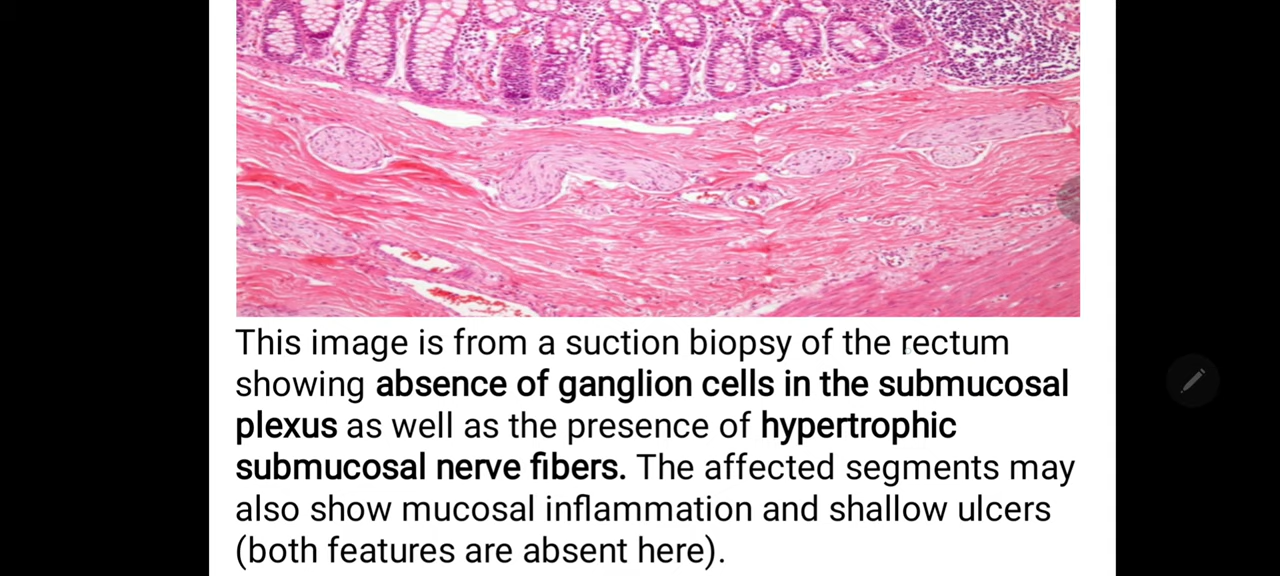 This image is from a suction biopsy of the rectum
showing absence of ganglion cells in the submucosal
plexus as well as the presence of hypertrophic
submucosal nerve fibers. The affected segments may
also show mucosal inflammation and shallow ulcers
(both features are absent here).